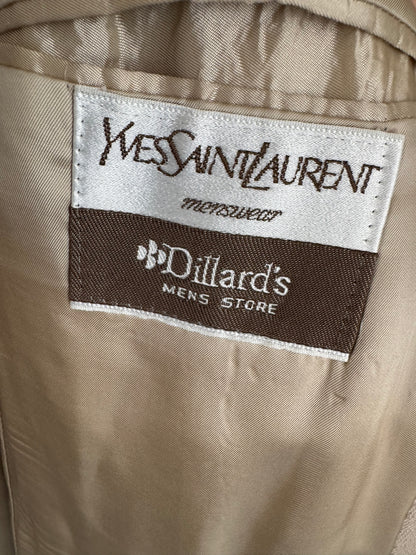 YVESSAINTLAURENT
menswear
Dillard's
MENS STORE